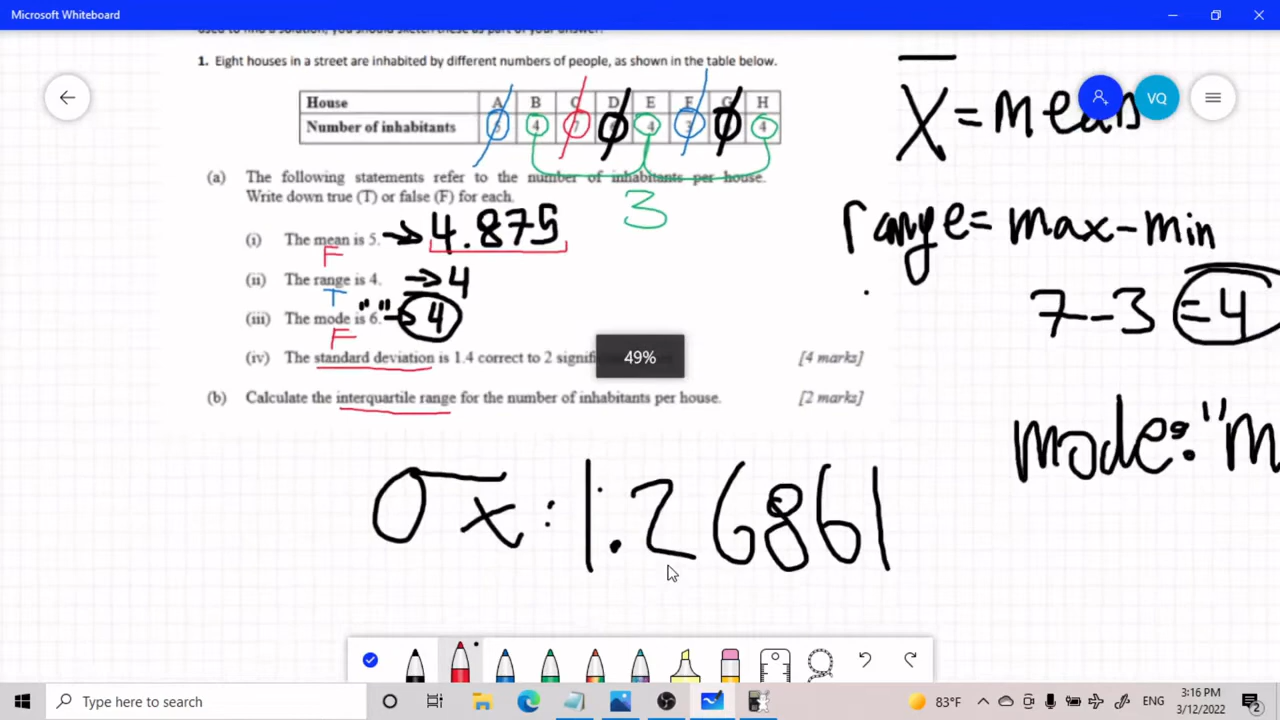 Microsoft Whiteboard
1. Eight houses in a street are inhabited by different numbers of people, as shown in the table below.
House A B C D E F G H
Number of inhabitants 4 7 4 3 4
(a) The following statements refer to the number of inhabitants per house.
Write down true (T) or false (F) for each.
3
(i) The mean is 5. → 4.875
F
(ii) The range is 4. → 4
T
(iii) The mode is 6. "" → 4
F
(iv) The standard deviation is 1.4 correct to 2 signifi [4 marks]
(b) Calculate the interquartile range for the number of inhabitants per house. [2 marks]
σx: 1.26861
X̄ = mean
range = max - min
7 - 3 = 4
mode: "m
VQ
49%
Type here to search
83°F
ENG
3:16 PM
3/12/2022
2